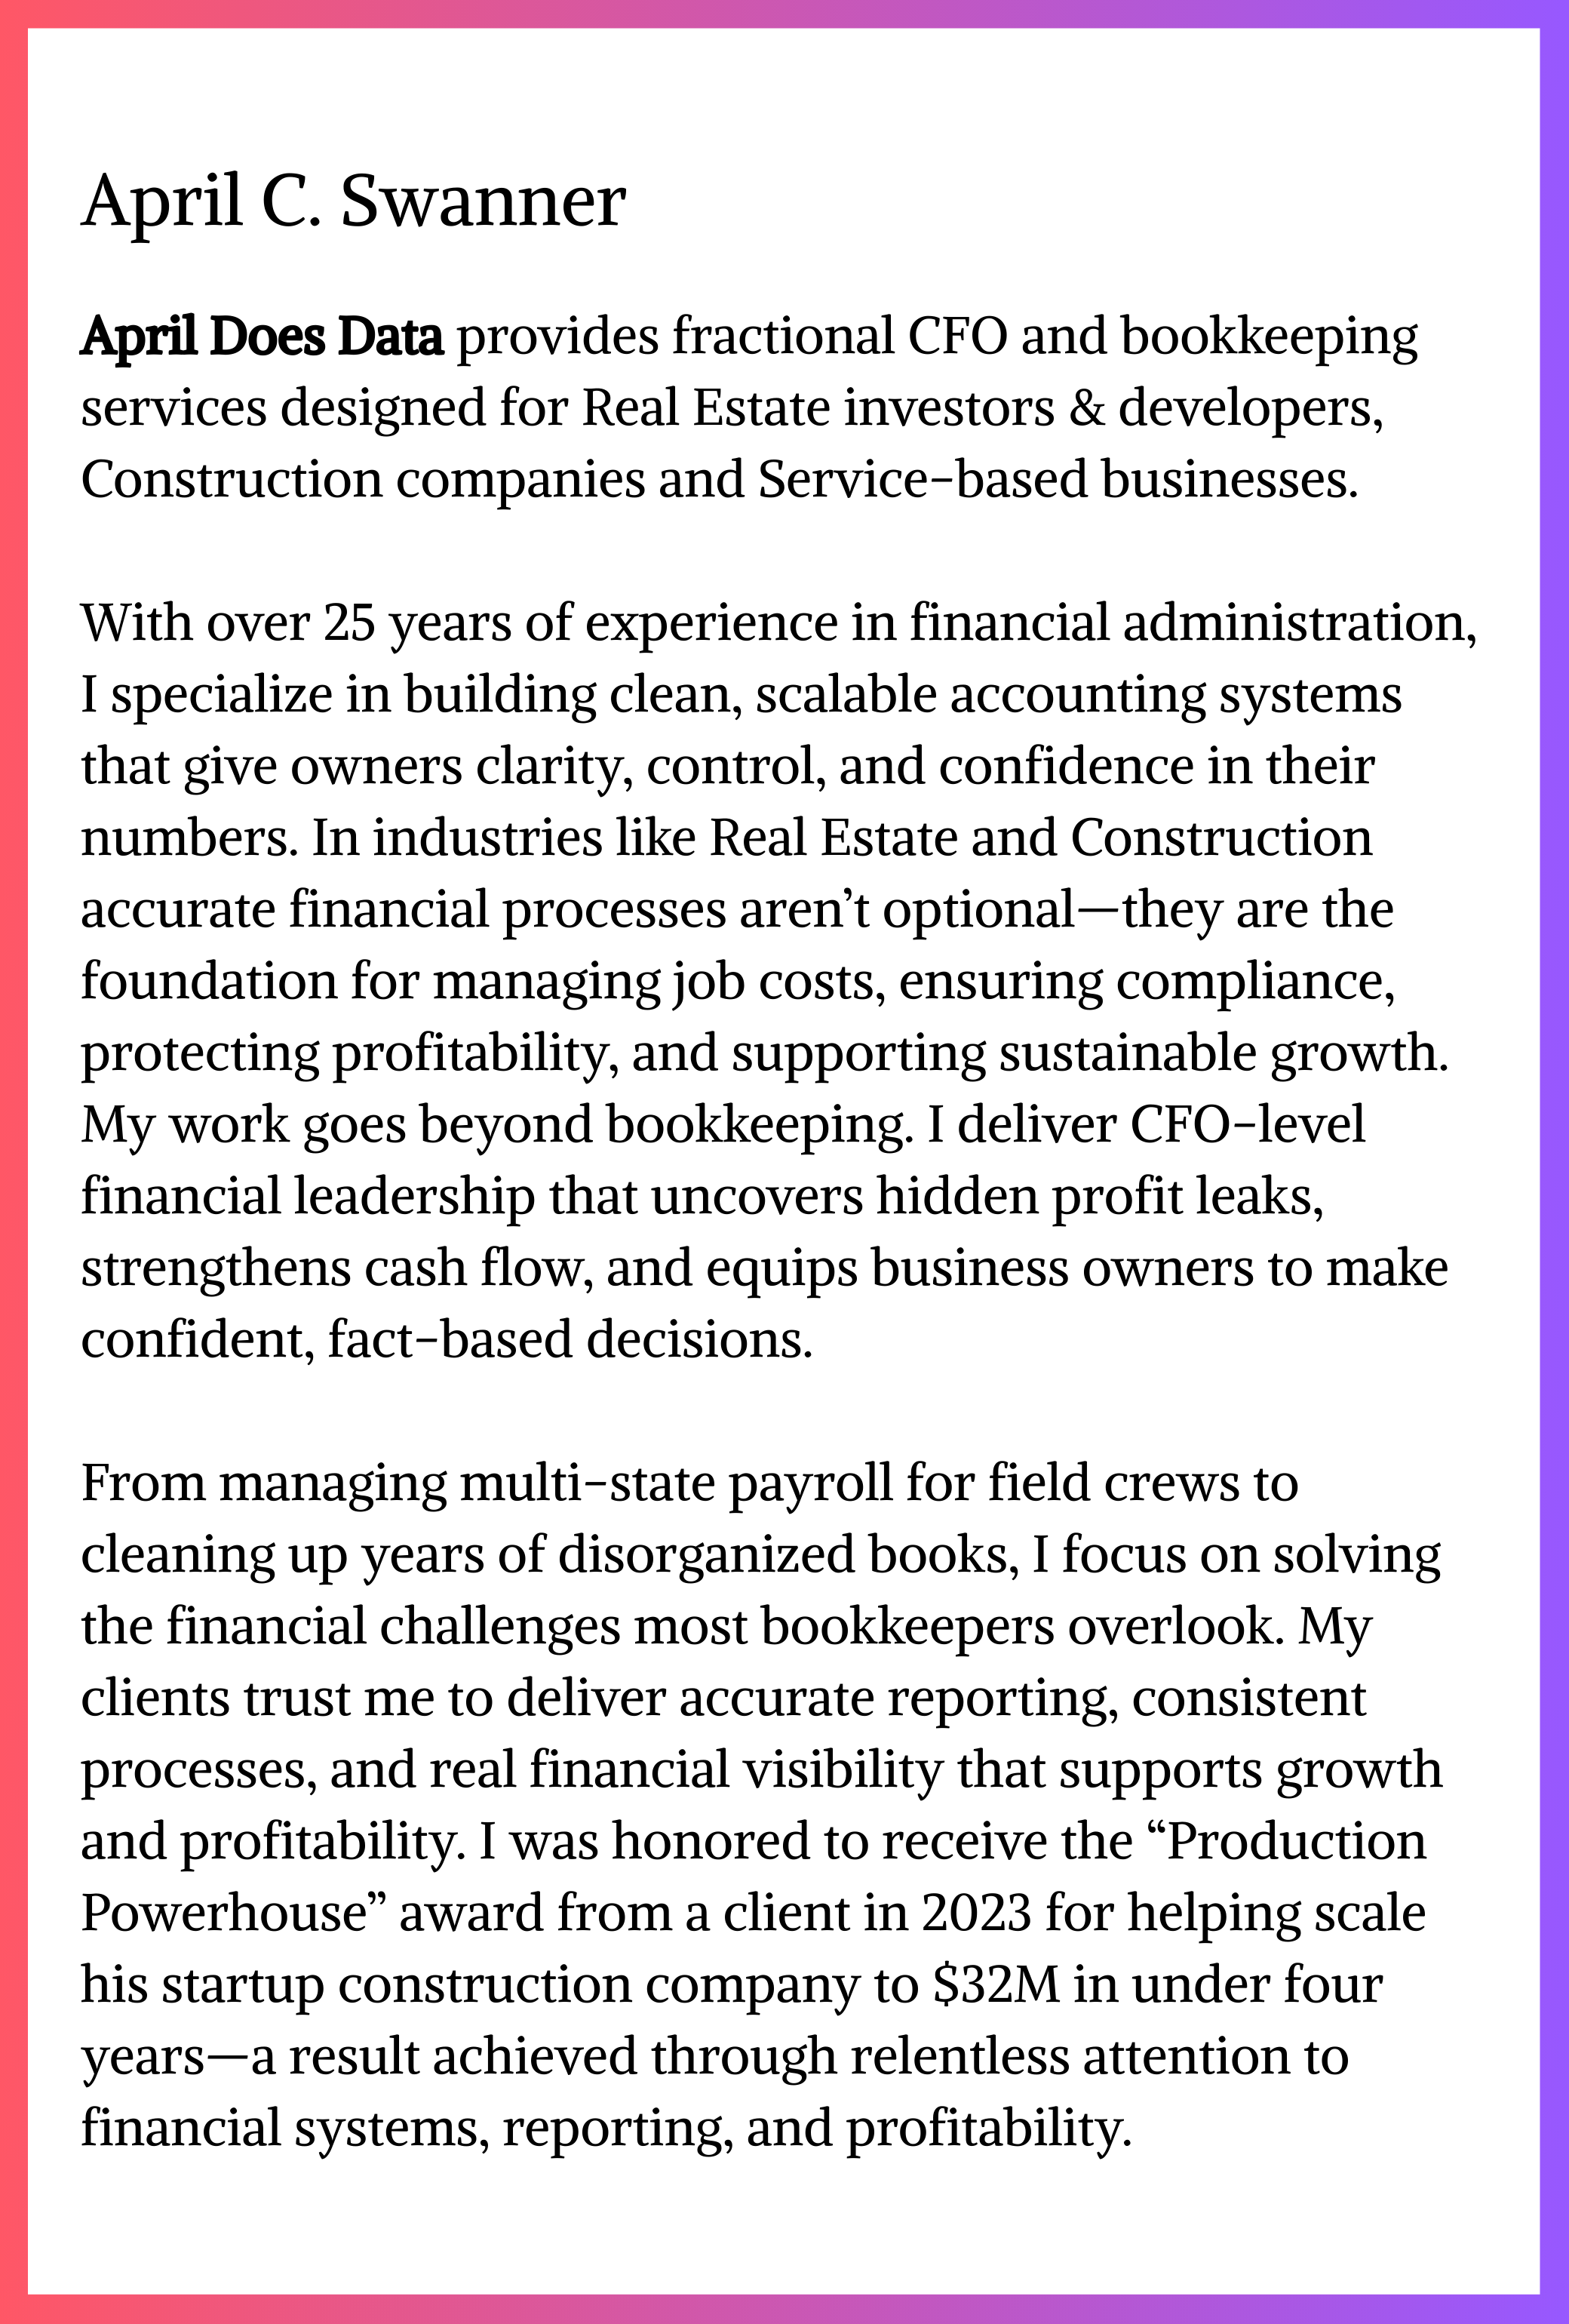 April C. Swanner
April Does Data provides fractional CFO and bookkeeping
services designed for Real Estate investors & developers,
Construction companies and Service-based businesses.
With over 25 years of experience in financial administration,
I specialize in building clean, scalable accounting systems
that give owners clarity, control, and confidence in their
numbers. In industries like Real Estate and Construction
accurate financial processes aren’t optional—they are the
foundation for managing job costs, ensuring compliance,
protecting profitability, and supporting sustainable growth.
My work goes beyond bookkeeping. I deliver CFO-level
financial leadership that uncovers hidden profit leaks,
strengthens cash flow, and equips business owners to make
confident, fact-based decisions.
From managing multi-state payroll for field crews to
cleaning up years of disorganized books, I focus on solving
the financial challenges most bookkeepers overlook. My
clients trust me to deliver accurate reporting, consistent
processes, and real financial visibility that supports growth
and profitability. I was honored to receive the “Production
Powerhouse” award from a client in 2023 for helping scale
his startup construction company to $32M in under four
years—a result achieved through relentless attention to
financial systems, reporting, and profitability.